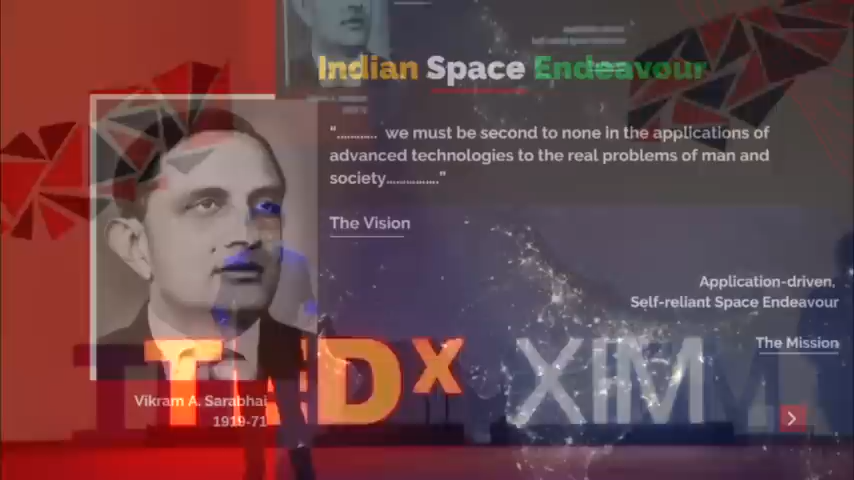 Indian Space Endeavour
“............ we must be second to none in the applications of
advanced technologies to the real problems of man and
society................”
The Vision
Application-driven,
Self-reliant Space Endeavour
The Mission
TEDx XIM
Vikram A. Sarabhai
1919-71